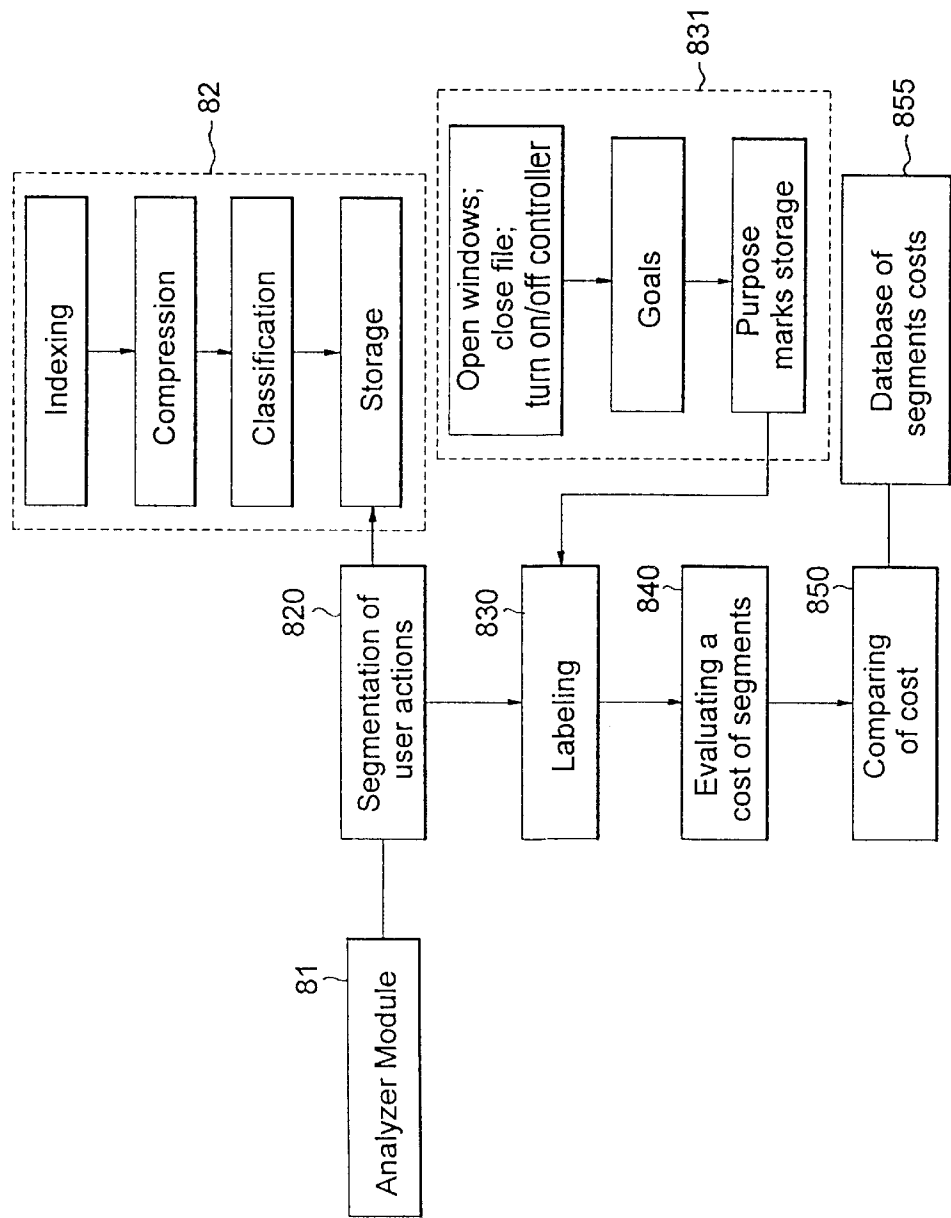 Indexing
Compression
Classification
Storage
82
Open windows;
close file;
turn on/off controller
Goals
Purpose
marks storage
831
Analyzer Module
81
Segmentation of
user actions
820
Labeling
830
Evaluating a
cost of segments
840
Comparing
of cost
850
Database of
segments costs
855